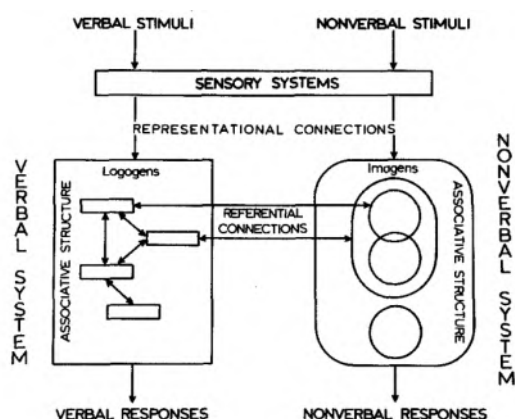 VERBAL STIMULI
NONVERBAL STIMULI
SENSORY SYSTEMS
REPRESENTATIONAL CONNECTIONS
VERBAL SYSTEM
ASSOCIATIVE STRUCTURE
Logogens
REFERENTIAL
CONNECTIONS
Imagens
ASSOCIATIVE STRUCTURE
NONVERBAL SYSTEM
VERBAL RESPONSES
NONVERBAL RESPONSES